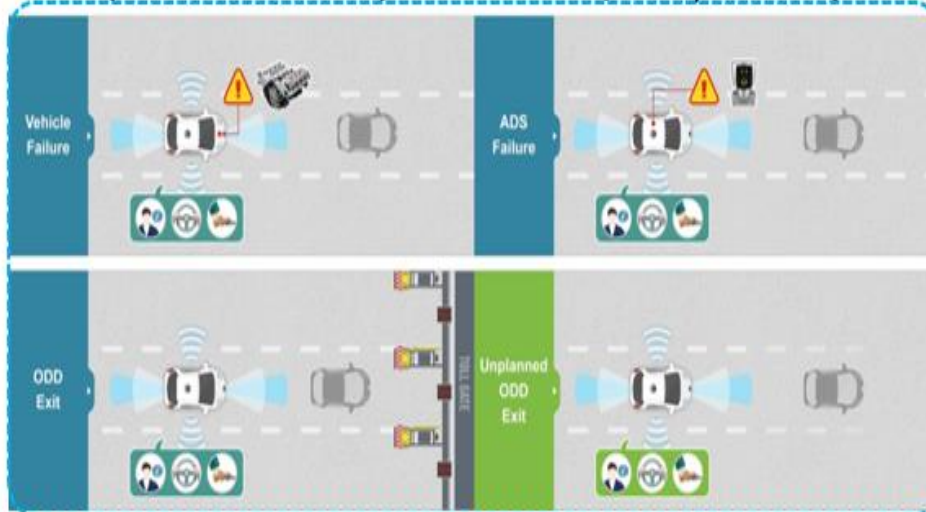 Vehicle
Failure
ADS
Failure
ODD
Exit
TOLL GATE
Unplanned
ODD
Exit